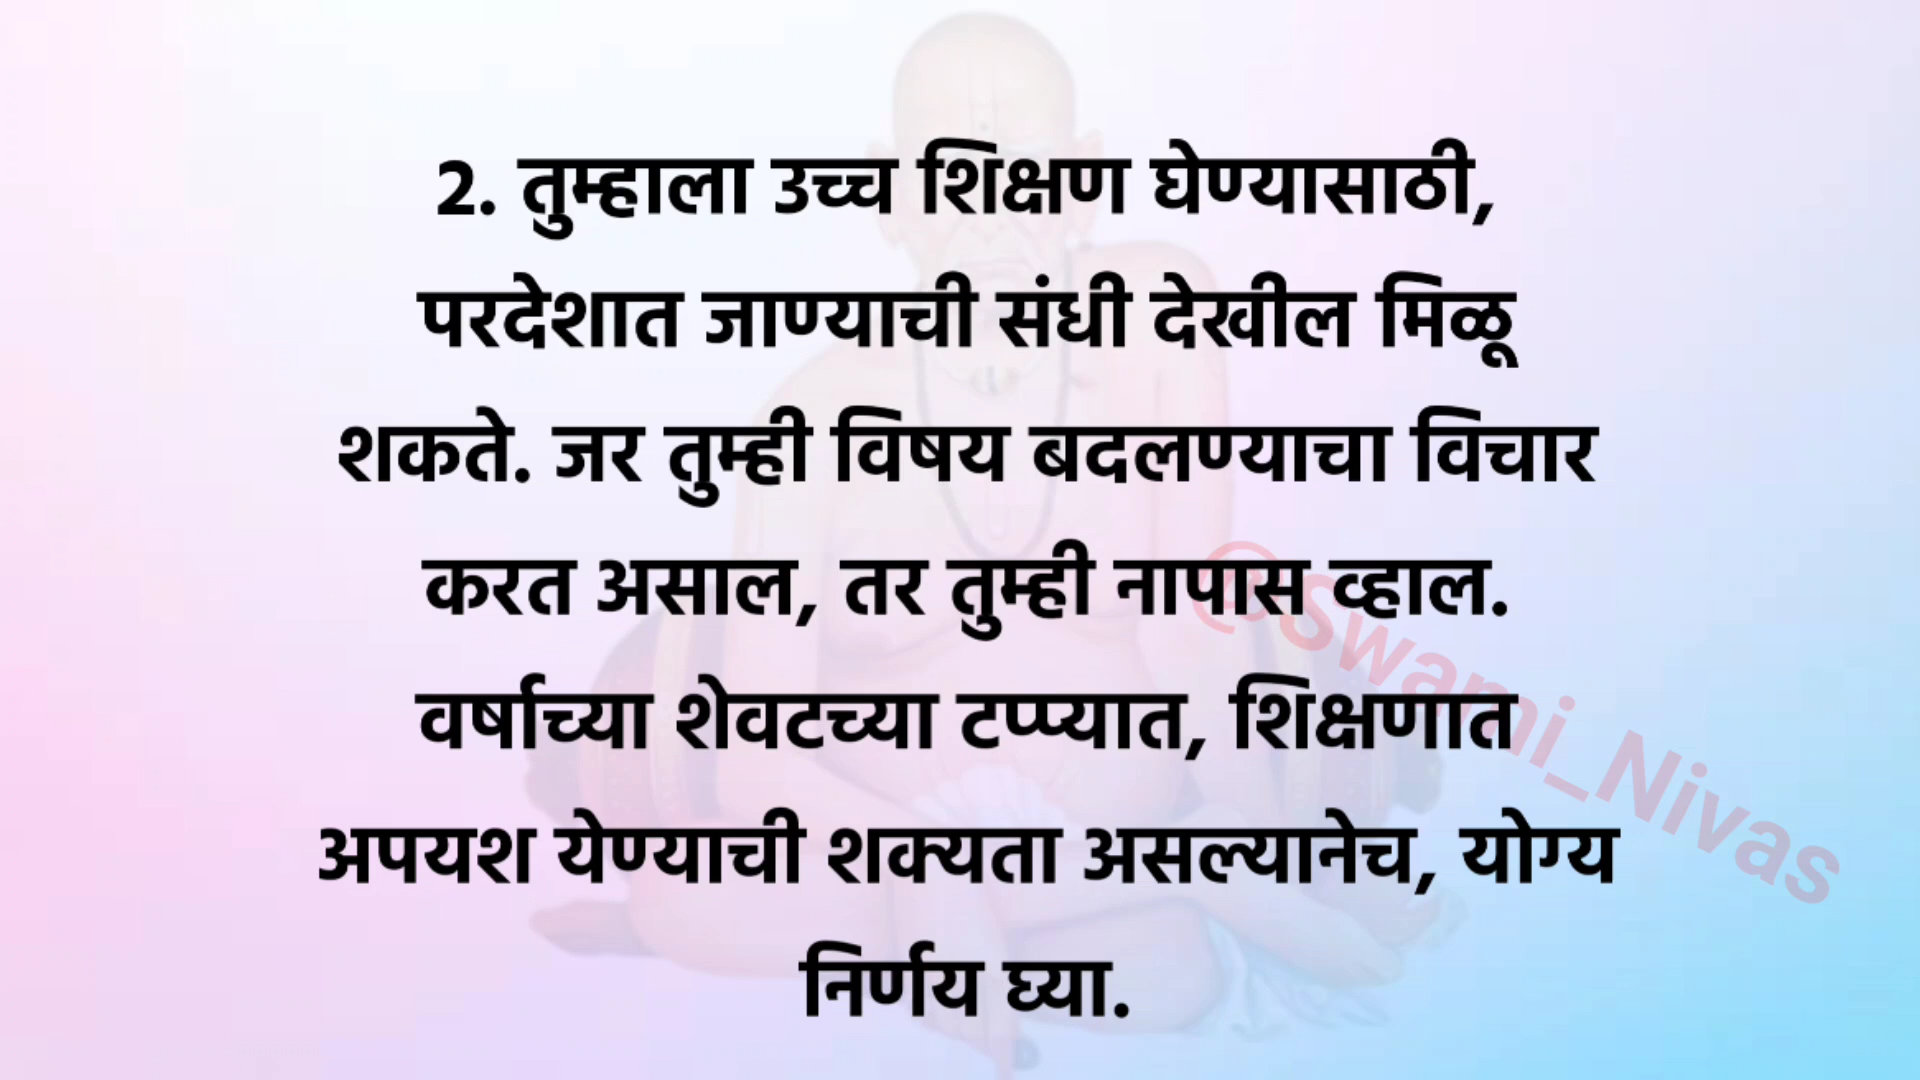 2. तुम्हाला उच्च शिक्षण घेण्यासाठी,
परदेशात जाण्याची संधी देखील मिळू
शकते. जर तुम्ही विषय बदलण्याचा विचार
करत असाल, तर तुम्ही नापास व्हाल.
वर्षाच्या शेवटच्या टप्प्यात, शिक्षणात
अपयश येण्याची शक्यता असल्यानेच, योग्य
निर्णय घ्या.
@Swami_Nivas